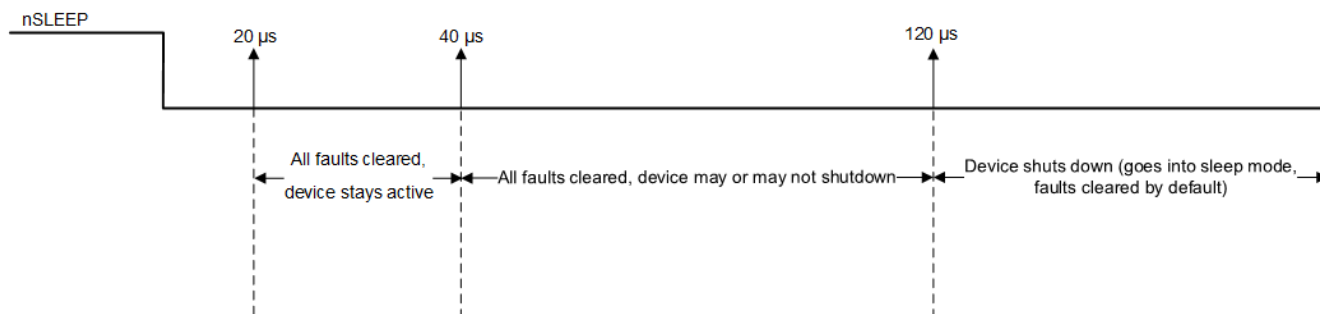 nSLEEP
20 µs
40 µs
120 µs
All faults cleared,
device stays active
All faults cleared, device may or may not shutdown
Device shuts down (goes into sleep mode,
faults cleared by default)